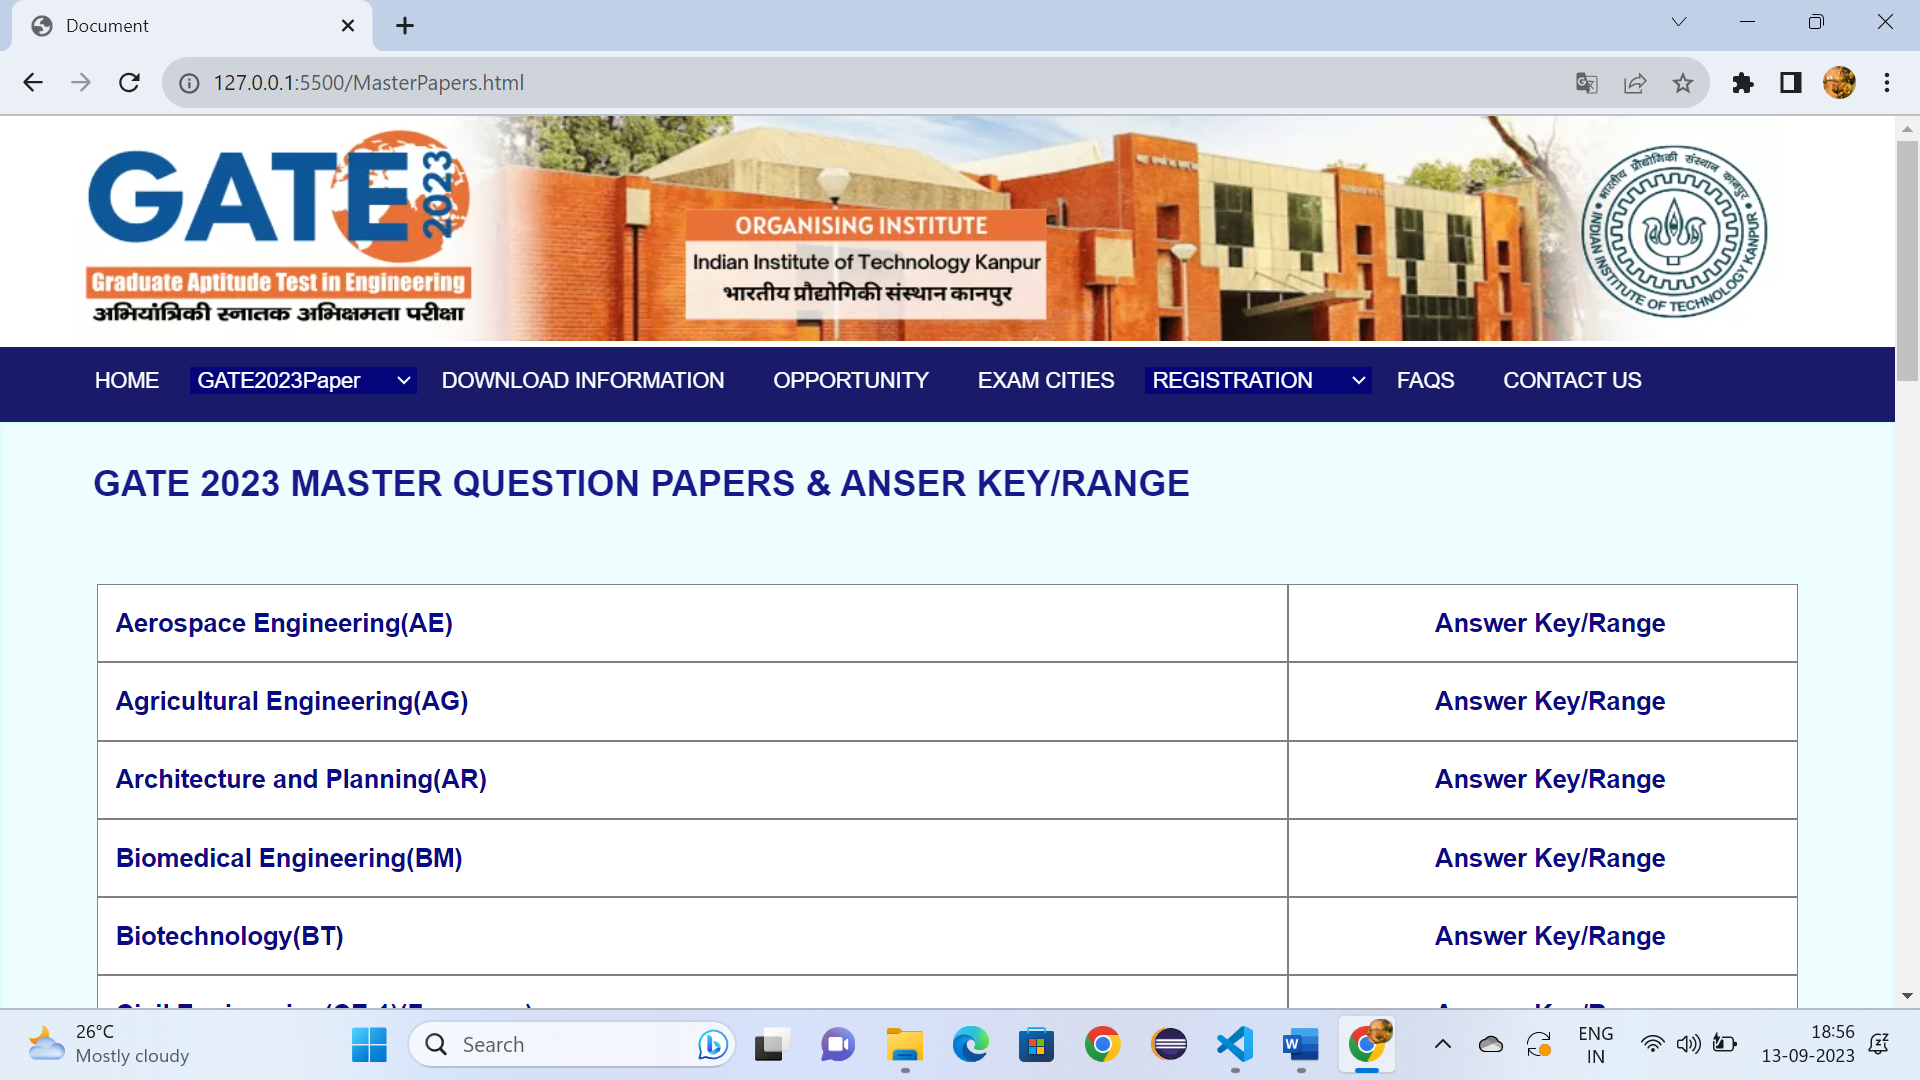 Document
127.0.0.1:5500/MasterPapers.html
GATE 2023
Graduate Aptitude Test in Engineering
अभियांत्रिकी स्नातक अभिक्षमता परीक्षा
ORGANISING INSTITUTE
Indian Institute of Technology Kanpur
भारतीय प्रौद्योगिकी संस्थान कानपुर
भारतीय प्रौद्योगिकी संस्थान कानपुर
INDIAN INSTITUTE OF TECHNOLOGY KANPUR
HOME GATE2023Paper DOWNLOAD INFORMATION OPPORTUNITY EXAM CITIES REGISTRATION FAQS CONTACT US
GATE 2023 MASTER QUESTION PAPERS & ANSER KEY/RANGE
Aerospace Engineering(AE) Answer Key/Range
Agricultural Engineering(AG) Answer Key/Range
Architecture and Planning(AR) Answer Key/Range
Biomedical Engineering(BM) Answer Key/Range
Biotechnology(BT) Answer Key/Range
26°C
Mostly cloudy
Search
ENG
IN
18:56
13-09-2023